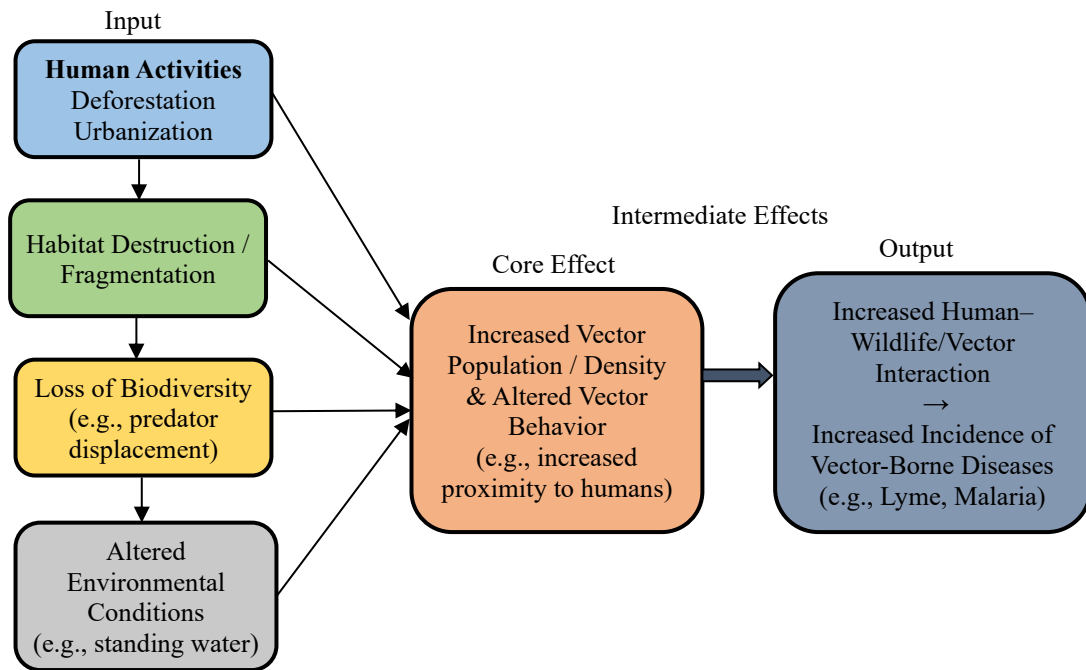 Input
Human Activities
Deforestation
Urbanization
Habitat Destruction /
Fragmentation
Loss of Biodiversity
(e.g., predator
displacement)
Altered
Environmental
Conditions
(e.g., standing water)
Intermediate Effects
Core Effect
Increased Vector
Population / Density
& Altered Vector
Behavior
(e.g., increased
proximity to humans)
Output
Increased Human–
Wildlife/Vector
Interaction
→
Increased Incidence of
Vector-Borne Diseases
(e.g., Lyme, Malaria)